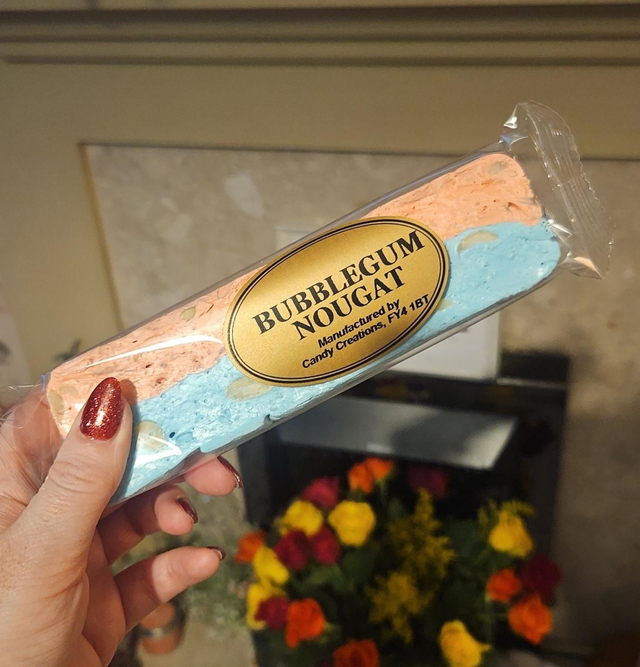 BUBBLEGUM
NOUGAT
Manufactured by
Candy Creations, FY4 1BT